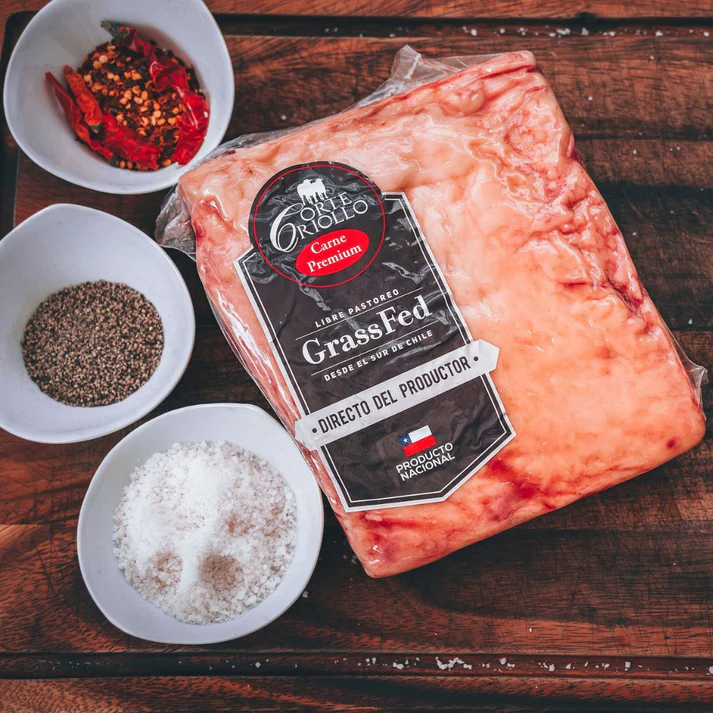 CORTE
CRIOLLO
Carne
Premium
LIBRE PASTOREO
GrassFed
DESDE EL SUR DE CHILE
• DIRECTO DEL PRODUCTOR •
PRODUCTO
NACIONAL